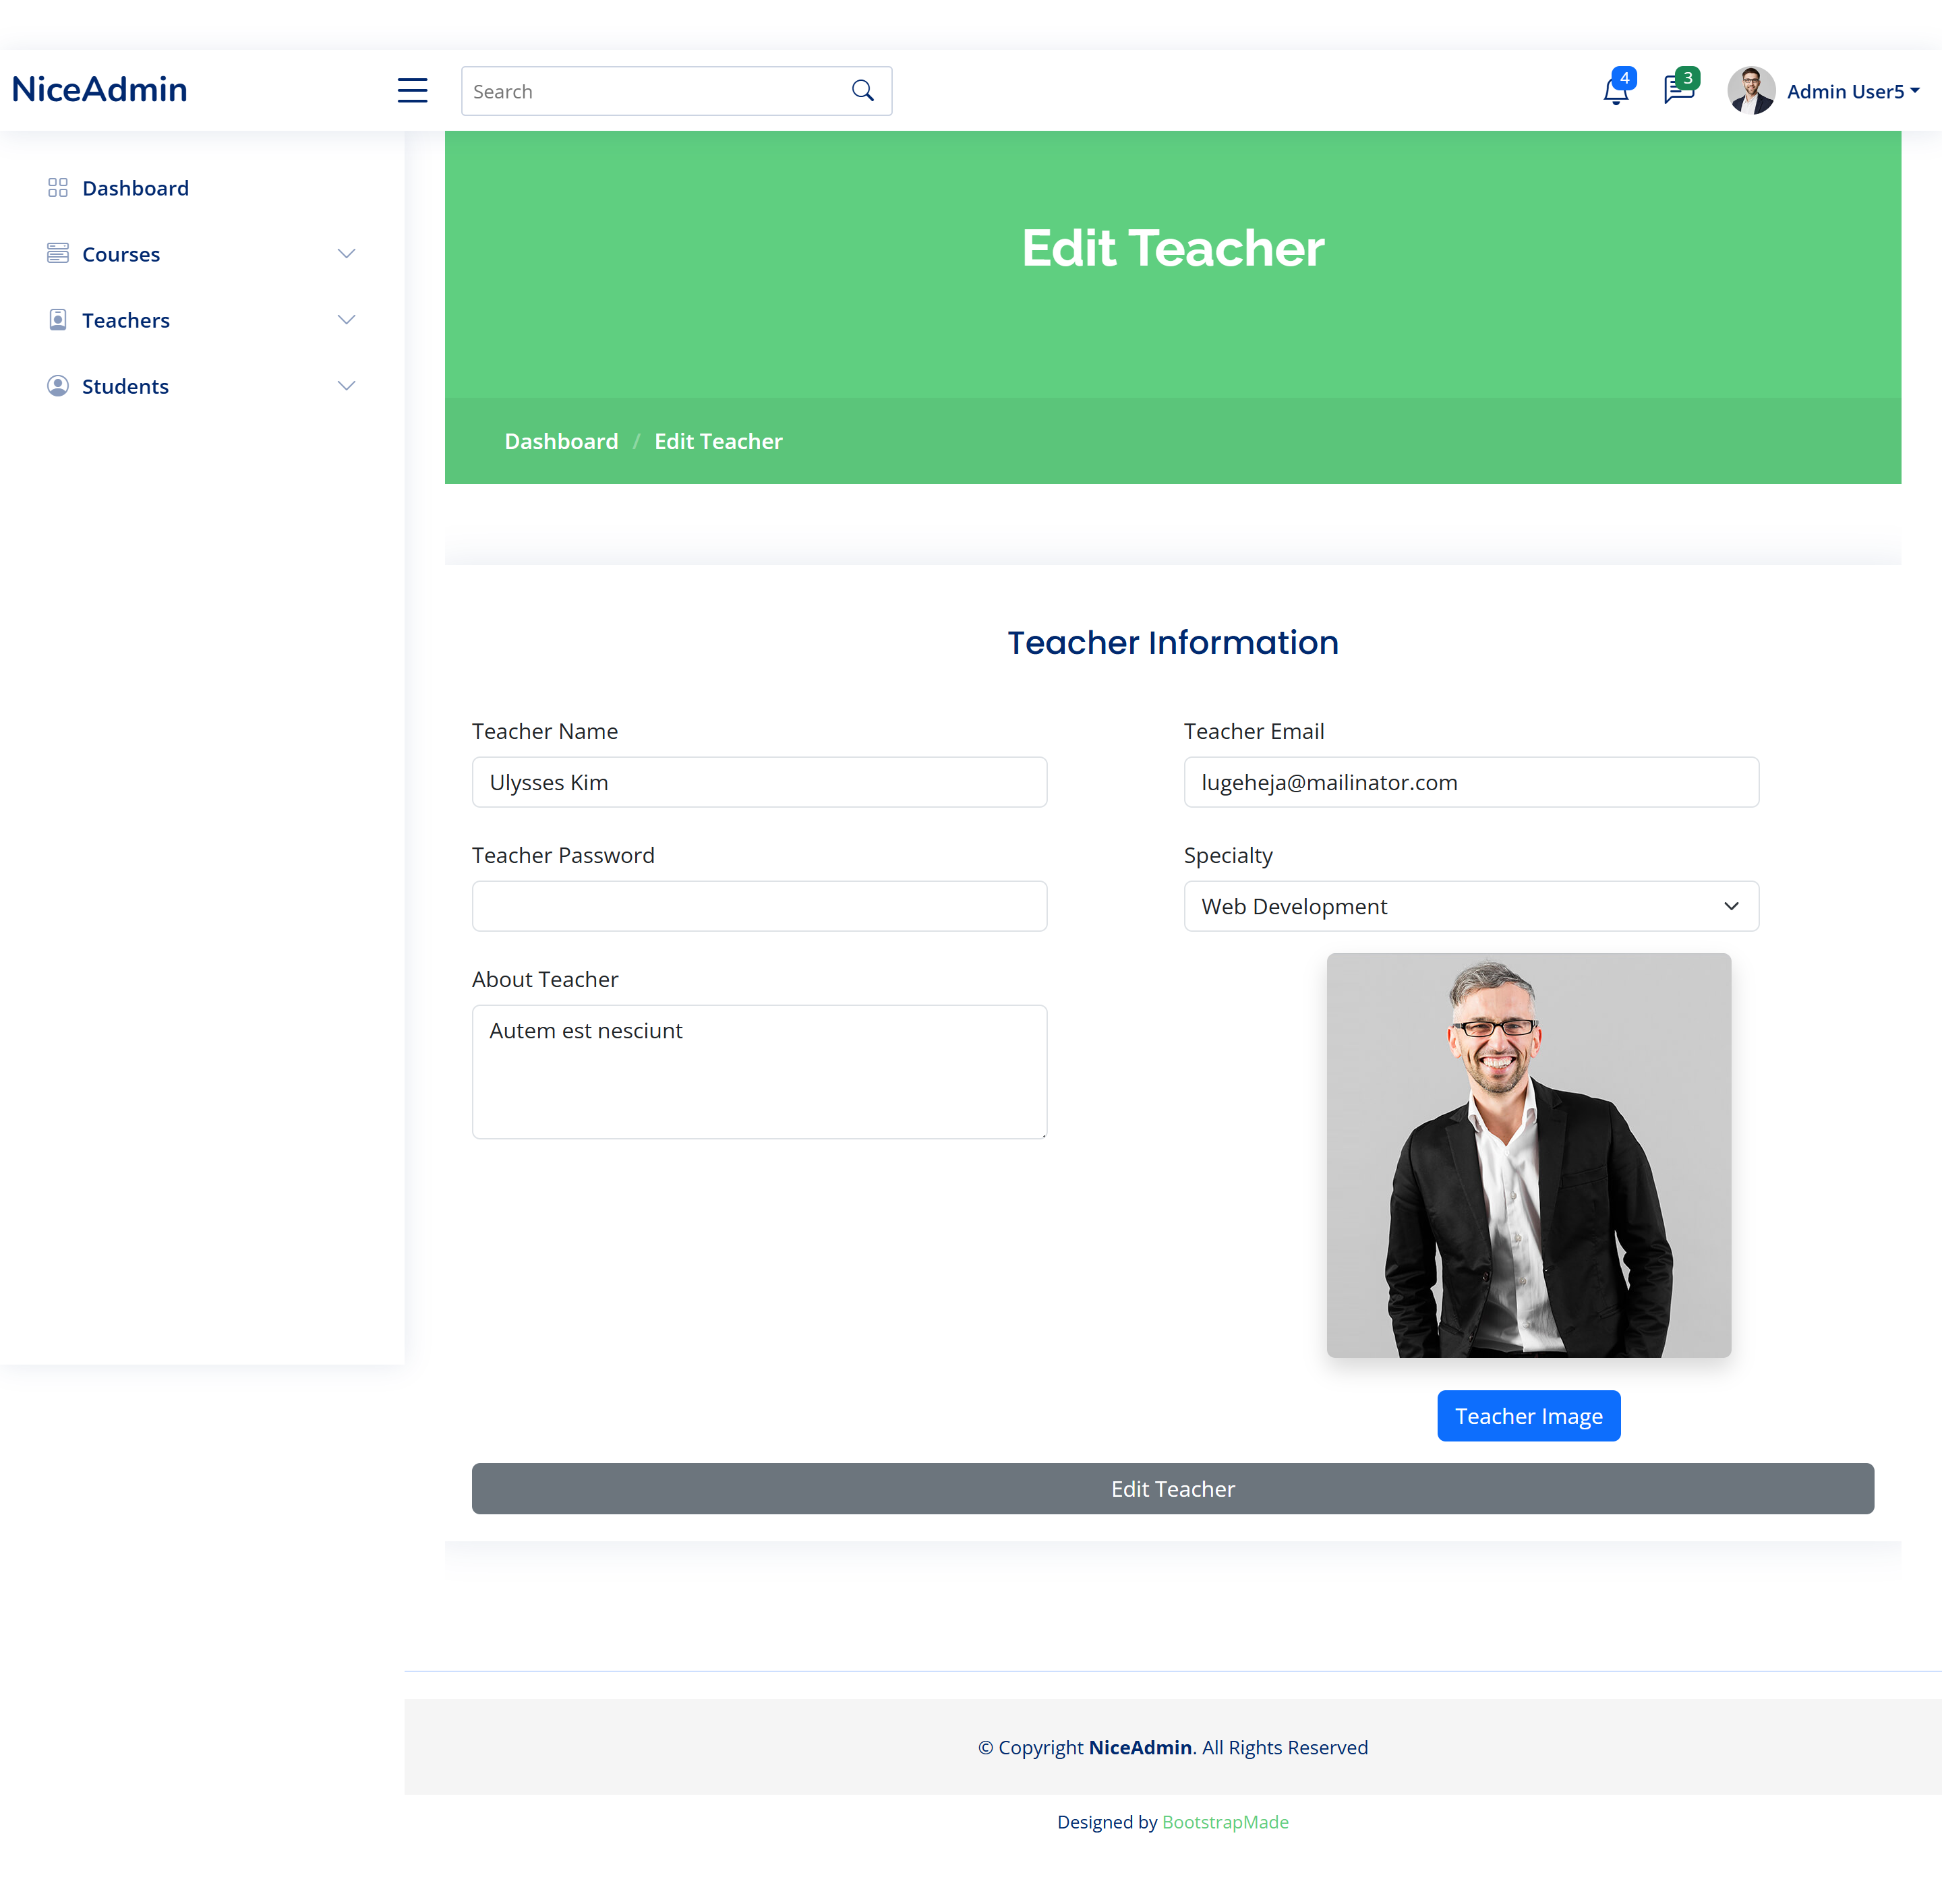 NiceAdmin
Search
4
3
Admin User5
Dashboard
Courses
Teachers
Students
Edit Teacher
Dashboard / Edit Teacher
Teacher Information
Teacher Name
Ulysses Kim
Teacher Email
lugeheja@mailinator.com
Teacher Password
Specialty
Web Development
About Teacher
Autem est nesciunt
Teacher Image
Edit Teacher
© Copyright NiceAdmin. All Rights Reserved
Designed by BootstrapMade